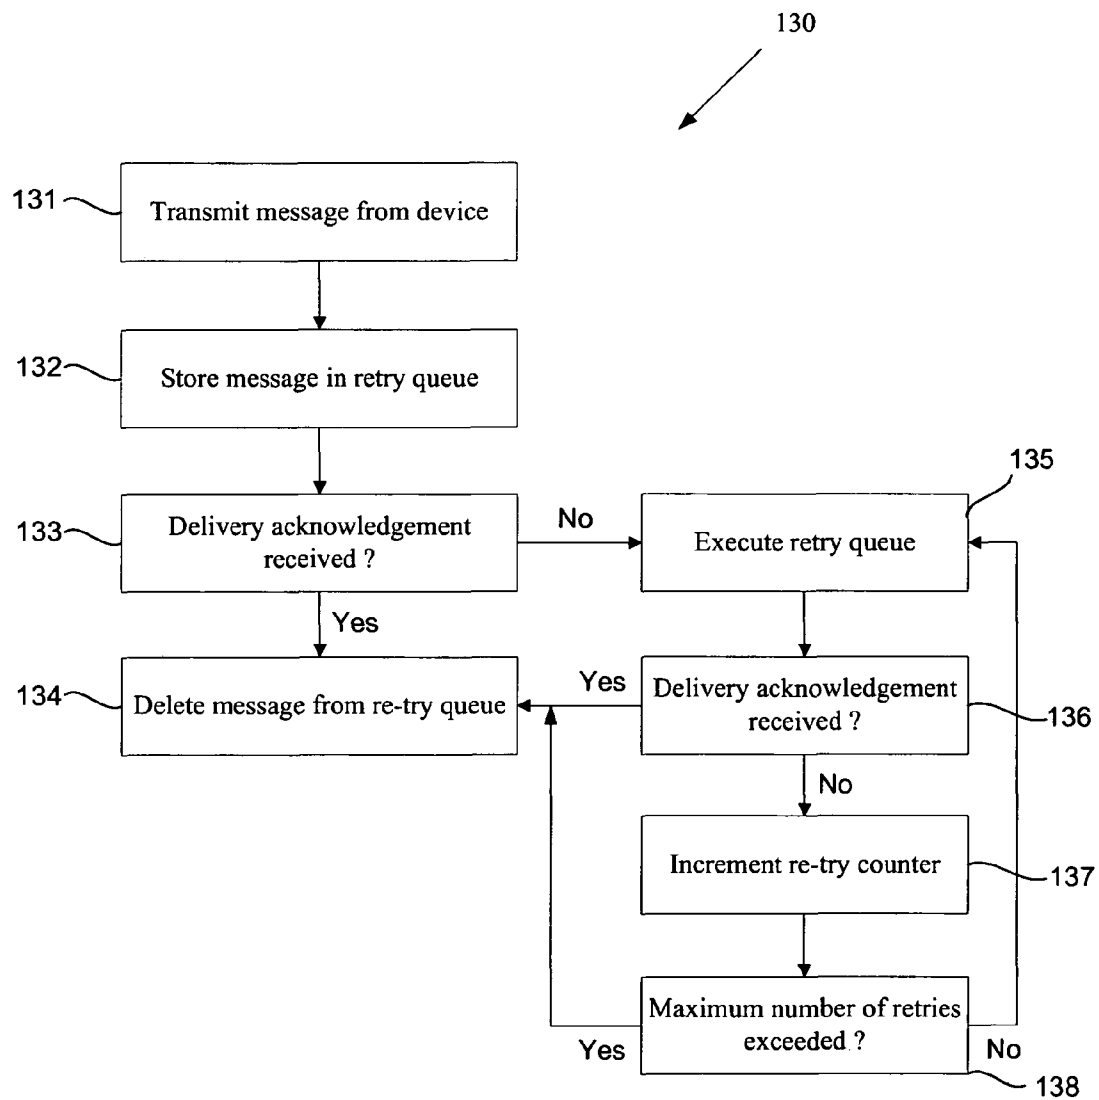 130
131
Transmit message from device
132
Store message in retry queue
133
Delivery acknowledgement
received ?
No
135
Execute retry queue
Yes
134
Delete message from re-try queue
Yes
Delivery acknowledgement
received ?
136
No
Increment re-try counter
137
Maximum number of retries
exceeded ?
Yes
No
138